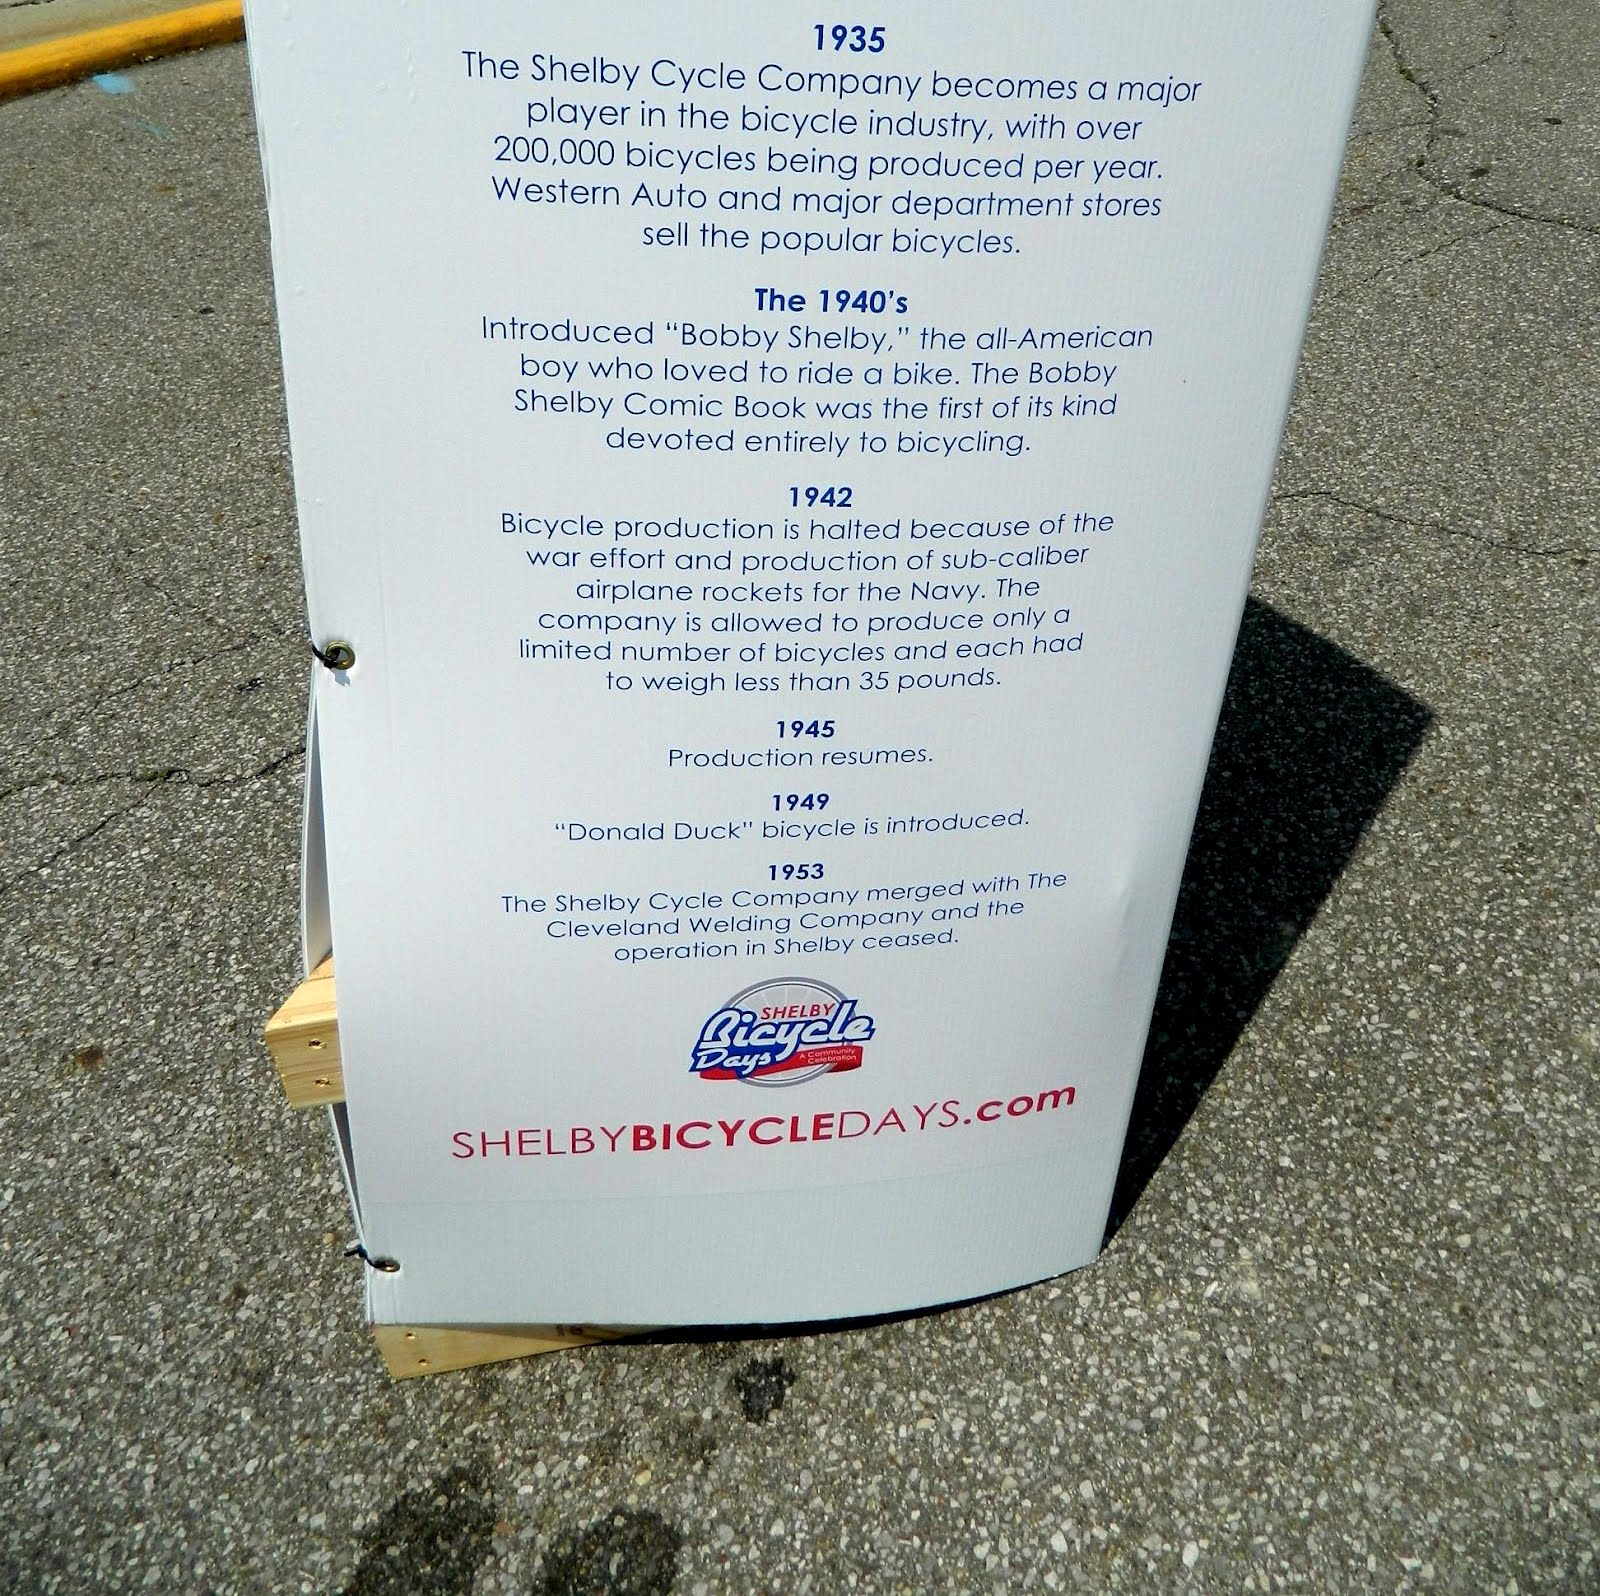 1935
The Shelby Cycle Company becomes a major
player in the bicycle industry, with over
200,000 bicycles being produced per year.
Western Auto and major department stores
sell the popular bicycles.
The 1940's
Introduced “Bobby Shelby,” the all-American
boy who loved to ride a bike. The Bobby
Shelby Comic Book was the first of its kind
devoted entirely to bicycling.
1942
Bicycle production is halted because of the
war effort and production of sub-caliber
airplane rockets for the Navy. The
company is allowed to produce only a
limited number of bicycles and each had
to weigh less than 35 pounds.
1945
Production resumes.
1949
“Donald Duck” bicycle is introduced.
1953
The Shelby Cycle Company merged with The
Cleveland Welding Company and the
operation in Shelby ceased.
SHELBY
Bicycle
Days
A Community
Celebration
SHELBYBICYCLEDAYS.com